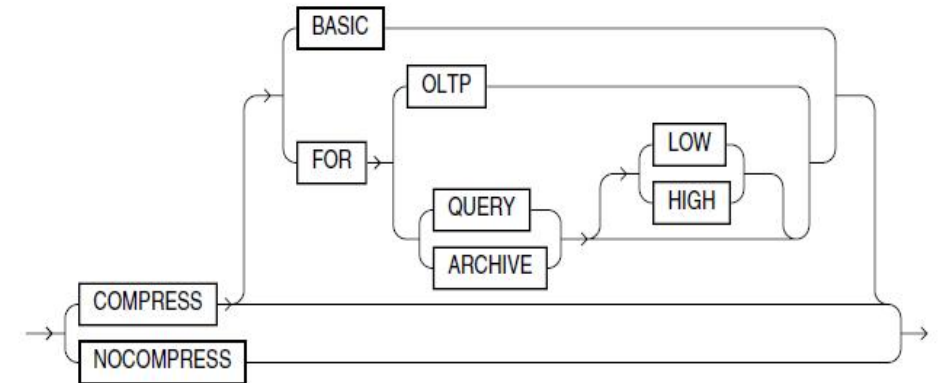 BASIC
OLTP
LOW
FOR
HIGH
QUERY
ARCHIVE
COMPRESS
NOCOMPRESS